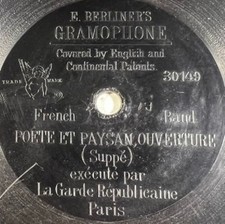 E. BERLINER'S
GRAMOPHONE
Covered by English and
Continental Patents.
TRADE MARK
30149
French Band
POETE ET PAYSAN, OUVERTURE
(Suppé)
exécute par
La Garde Républicaine
Paris